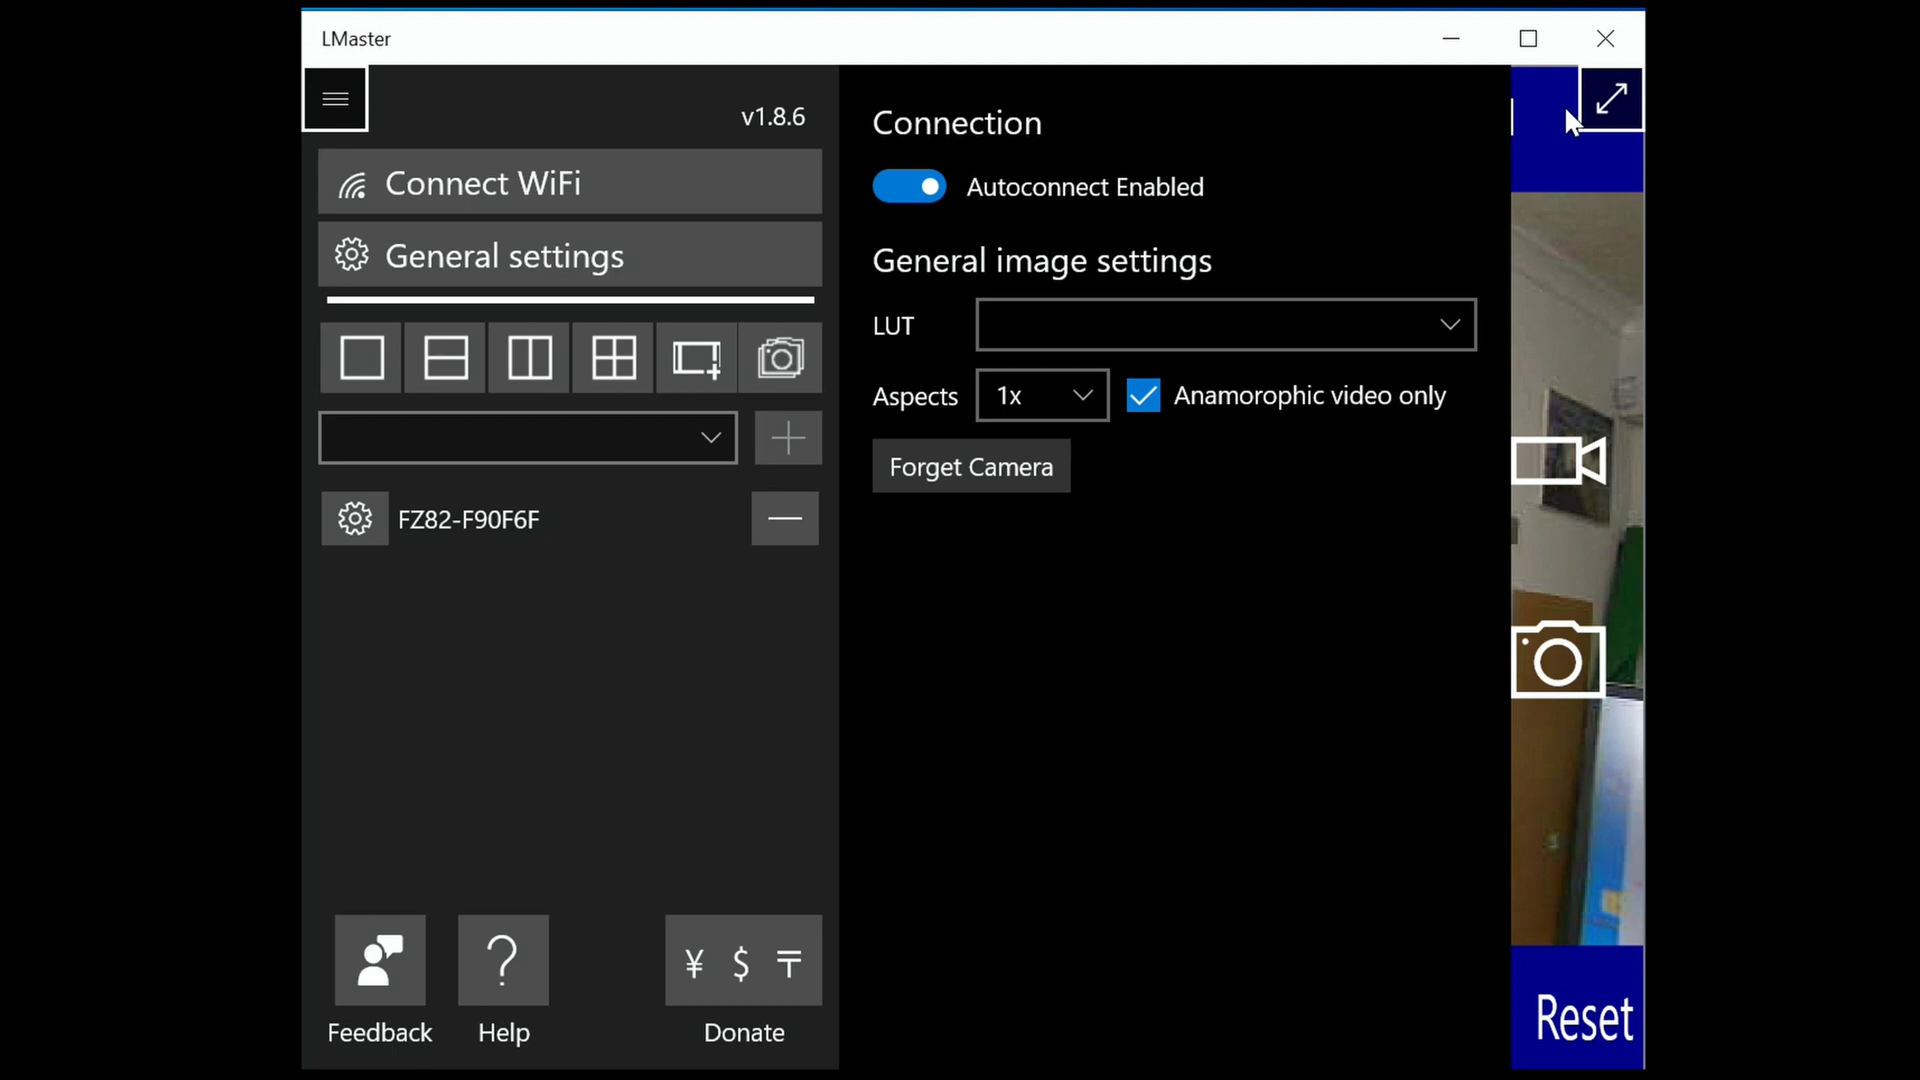 LMaster
v1.8.6
Connect WiFi
General settings
FZ82-F90F6F
Feedback
Help
¥ $ ₸
Donate
Connection
Autoconnect Enabled
General image settings
LUT
Aspects 1x Anamorophic video only
Forget Camera
Reset